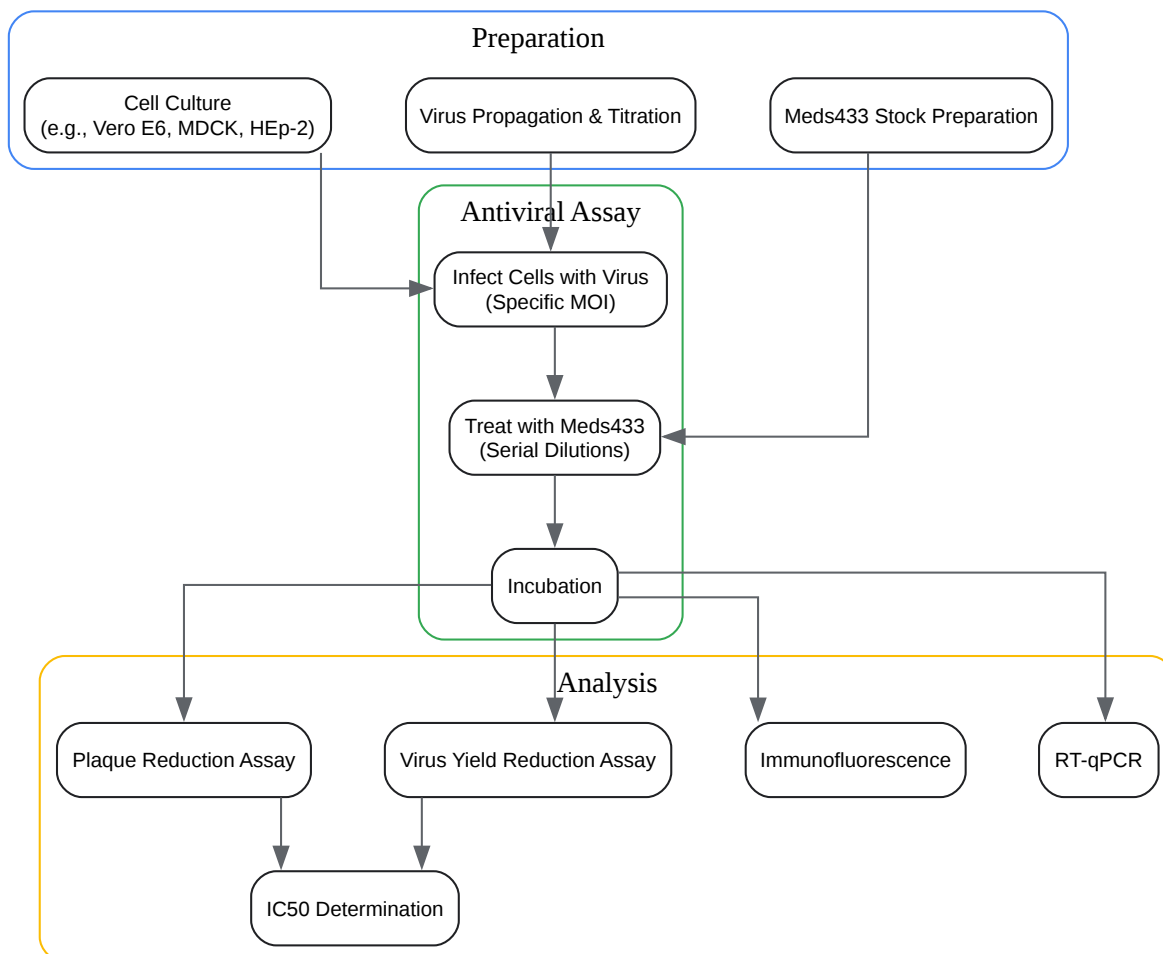 Preparation
Cell Culture
(e.g., Vero E6, MDCK, HEp-2)
Virus Propagation & Titration
Meds433 Stock Preparation
Antiviral Assay
Infect Cells with Virus
(Specific MOI)
Treat with Meds433
(Serial Dilutions)
Incubation
Analysis
Plaque Reduction Assay
Virus Yield Reduction Assay
Immunofluorescence
RT-qPCR
IC50 Determination